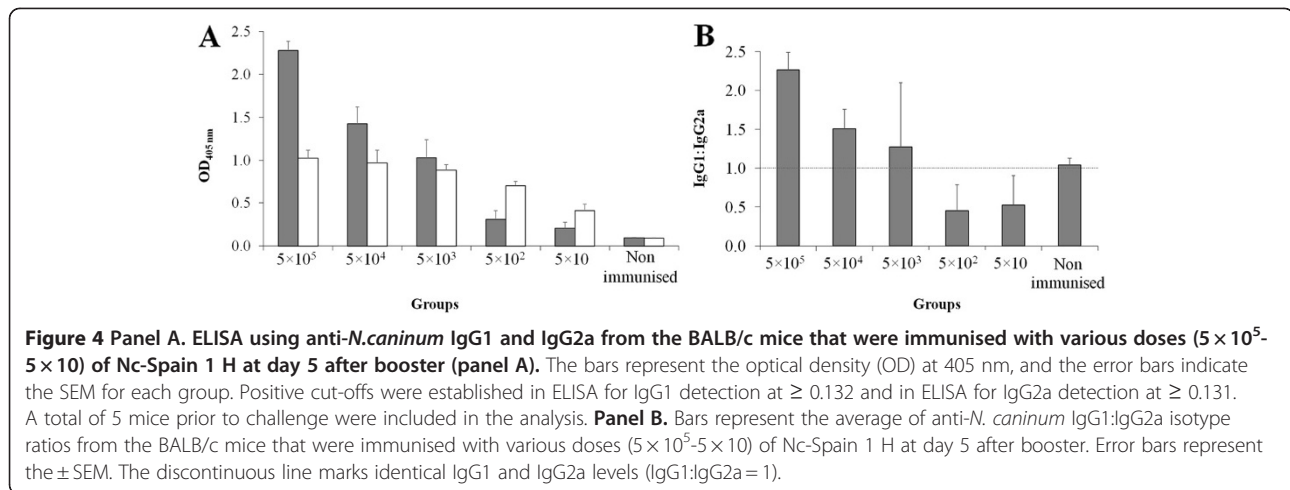 A
2.5
2.0
1.5
1.0
0.5
0.0
OD405 nm
5×10⁵
5×10⁴
5×10³
5×10²
5×10
Non
immunised
Groups
B
2.5
2.0
1.5
1.0
0.5
0.0
IgG1:IgG2a
5×10⁵
5×10⁴
5×10³
5×10²
5×10
Non
immunised
Groups
Figure 4 Panel A. ELISA using anti-N.caninum IgG1 and IgG2a from the BALB/c mice that were immunised with various doses (5 × 10⁵-
5 × 10) of Nc-Spain 1 H at day 5 after booster (panel A). The bars represent the optical density (OD) at 405 nm, and the error bars indicate
the SEM for each group. Positive cut-offs were established in ELISA for IgG1 detection at ≥ 0.132 and in ELISA for IgG2a detection at ≥ 0.131.
A total of 5 mice prior to challenge were included in the analysis. Panel B. Bars represent the average of anti-N. caninum IgG1:IgG2a isotype
ratios from the BALB/c mice that were immunised with various doses (5 × 10⁵-5 × 10) of Nc-Spain 1 H at day 5 after booster. Error bars represent
the ± SEM. The discontinuous line marks identical IgG1 and IgG2a levels (IgG1:IgG2a = 1).